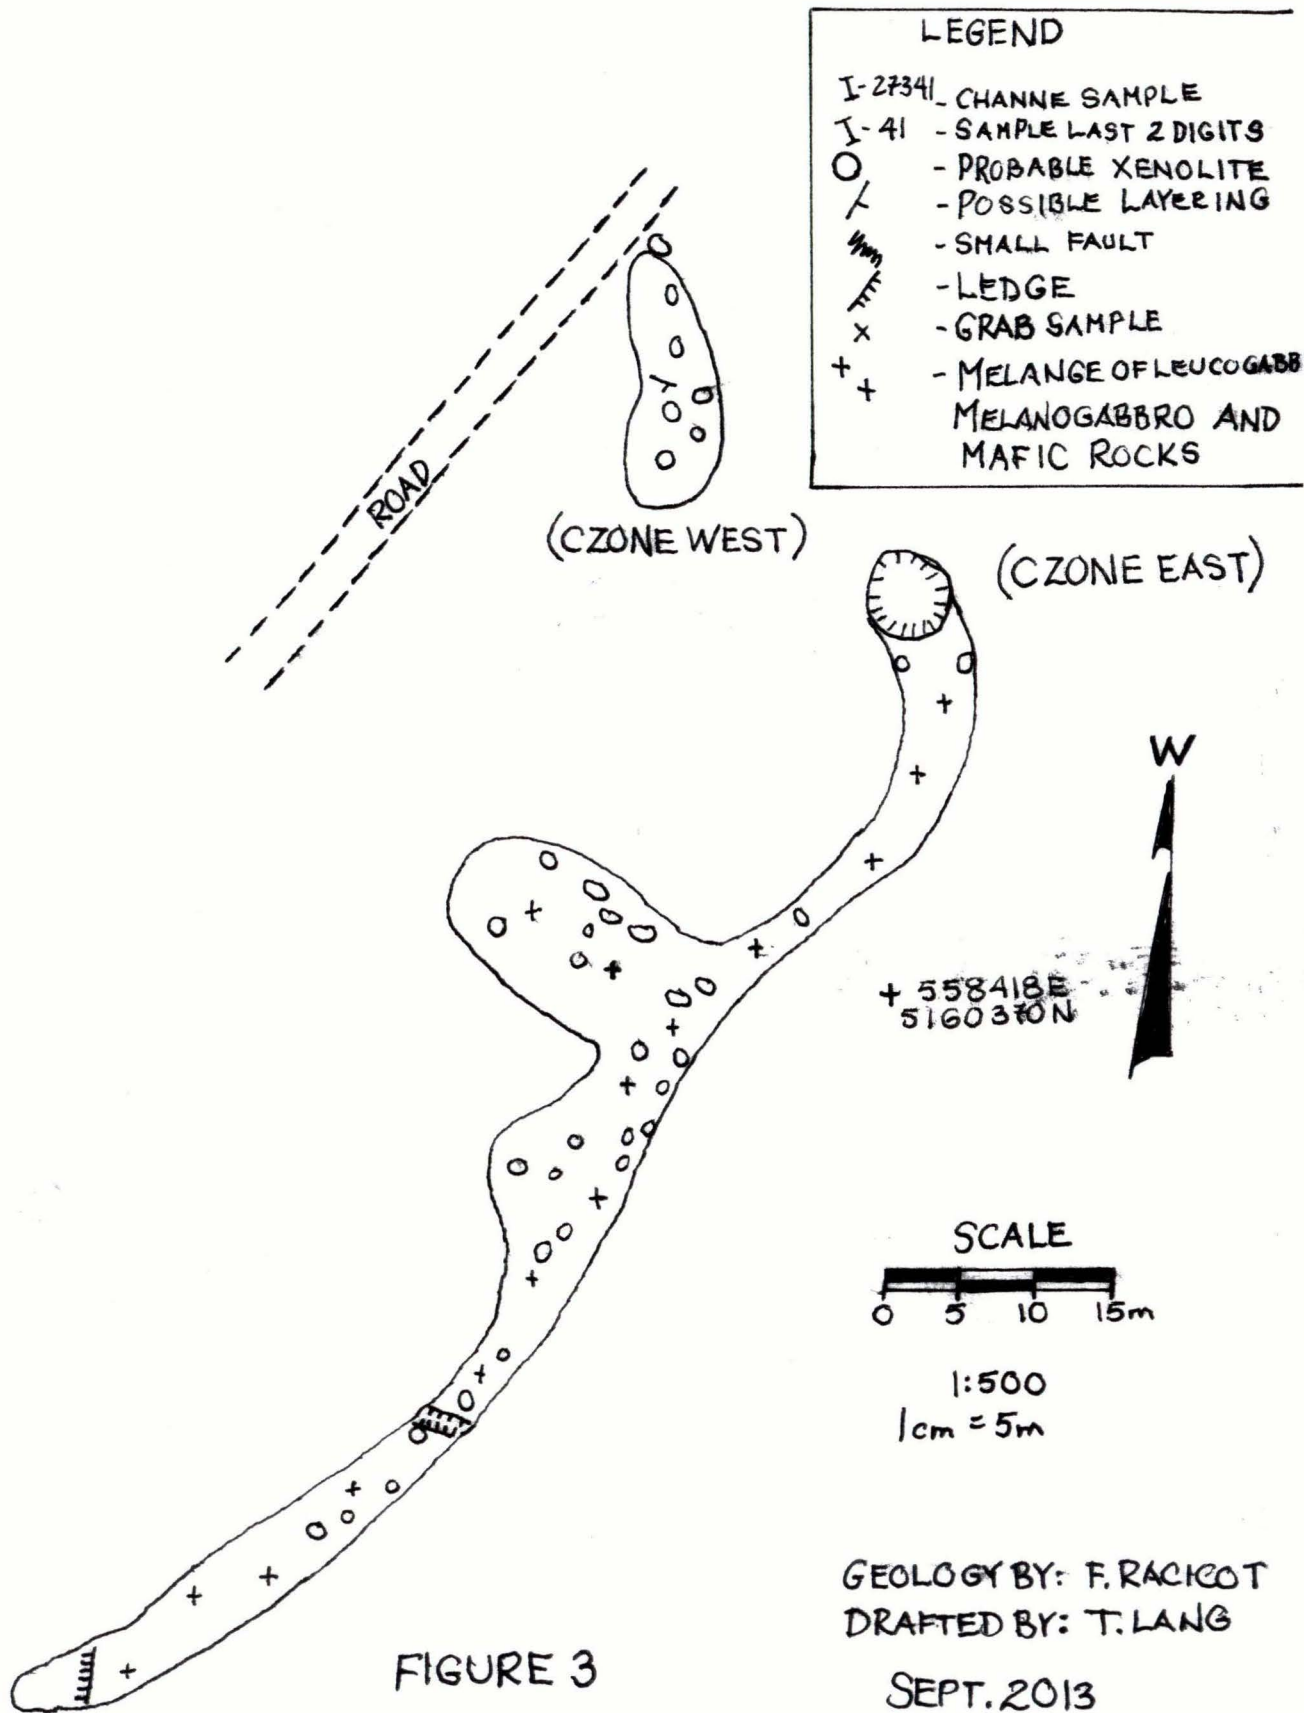 LEGEND
I-27341 - CHANNE SAMPLE
I-41 - SAMPLE LAST 2 DIGITS
- PROBABLE XENOLITE
- POSSIBLE LAYERING
- SMALL FAULT
- LEDGE
- GRAB SAMPLE
- MELANGE OF LEUCOGABB
MELANOGABBRO AND
MAFIC ROCKS
ROAD
(CZONE WEST)
(CZONE EAST)
W
+ 558418E
5160370N
SCALE
0 5 10 15m
1:500
1cm = 5m
GEOLOGY BY: F. RACICOT
DRAFTED BY: T. LANG
FIGURE 3
SEPT. 2013